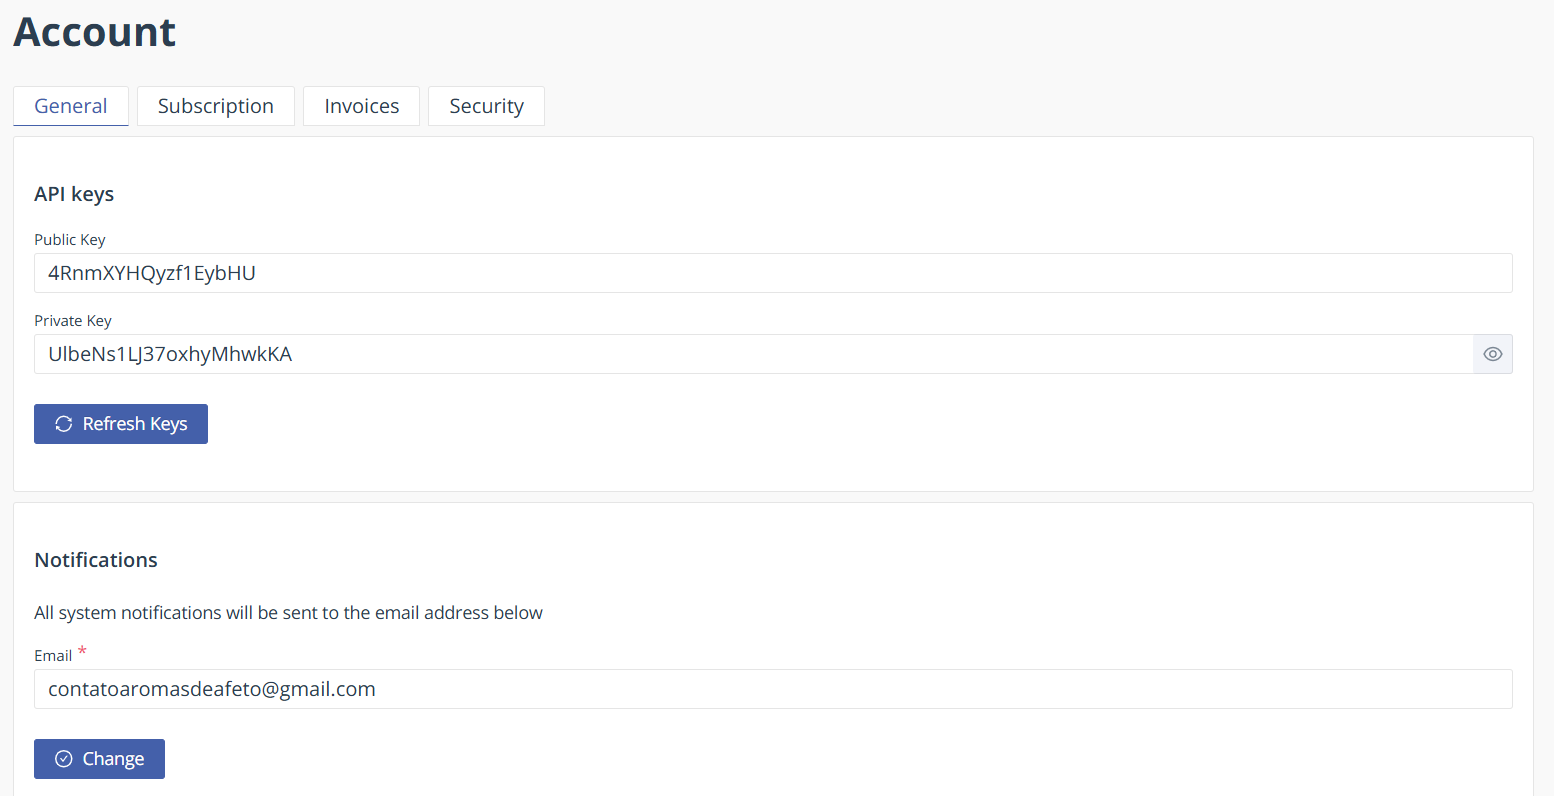 Account
General
Subscription
Invoices
Security
API keys
Public Key
4RnmXYHQyzf1EybHU
Private Key
UlbeNs1LJ37oxhyMhwkKA
Refresh Keys
Notifications
All system notifications will be sent to the email address below
Email *
contatoaromasdeafeto@gmail.com
Change